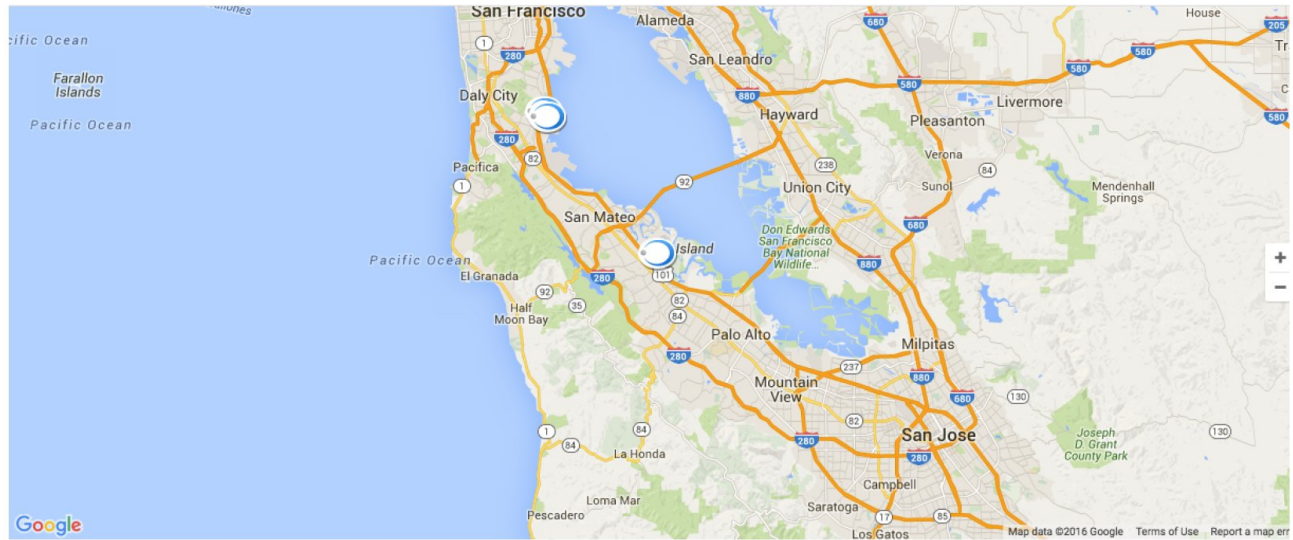 San Francisco
Alameda
680
House
205
1
280
cific Ocean
580
San Leandro
580
Farallon
Islands
580
Daly City
880
Livermore
Hayward
Pleasanton
580
Pacific Ocean
280
82
Verona
Pacifica
238
84
92
1
Union City
Sunol
Mendenhall
Springs
San Mateo
680
Don Edwards
San Francisco
Bay National
Wildlife...
Island
Pacific Ocean
880
+
El Granada
280
101
−
92
35
82
Half
Moon Bay
84
Palo Alto
Milpitas
280
237
Mountain
View
880
680
130
82
1
84
84
280
San Jose
Joseph
D. Grant
County Park
130
La Honda
280
Campbell
Loma Mar
Saratoga
Pescadero
17
85
Los Gatos
Google
Map data ©2016 Google Terms of Use Report a map err